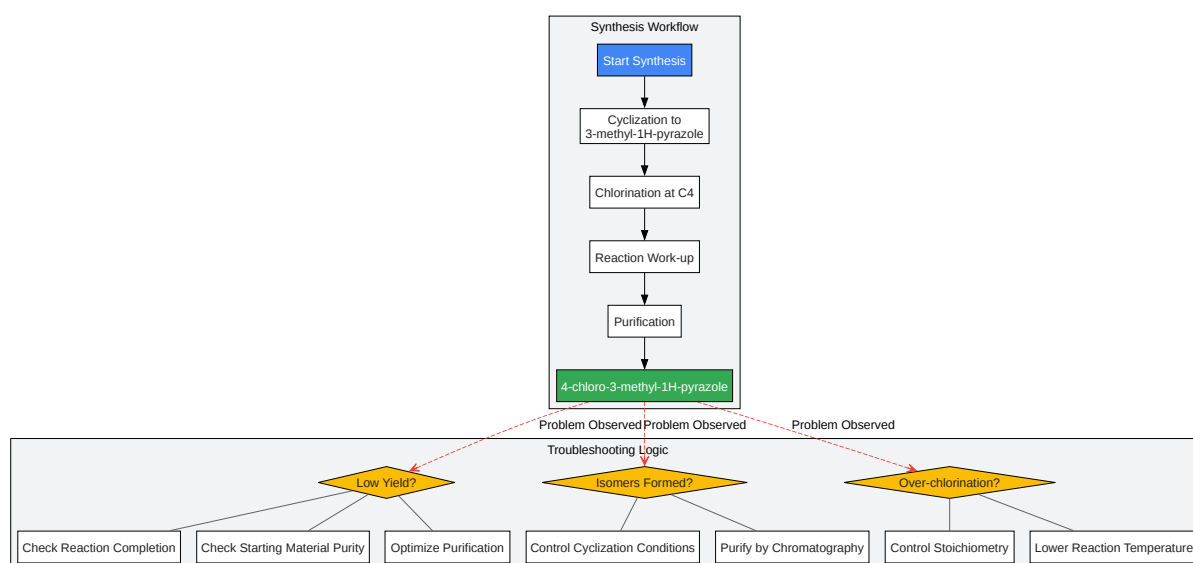 Synthesis Workflow
Start Synthesis
Cyclization to
3-methyl-1H-pyrazole
Chlorination at C4
Reaction Work-up
Purification
4-chloro-3-methyl-1H-pyrazole
Problem Observed
Problem Observed
Problem Observed
Troubleshooting Logic
Low Yield?
Isomers Formed?
Over-chlorination?
Check Reaction Completion
Check Starting Material Purity
Optimize Purification
Control Cyclization Conditions
Purify by Chromatography
Control Stoichiometry
Lower Reaction Temperature